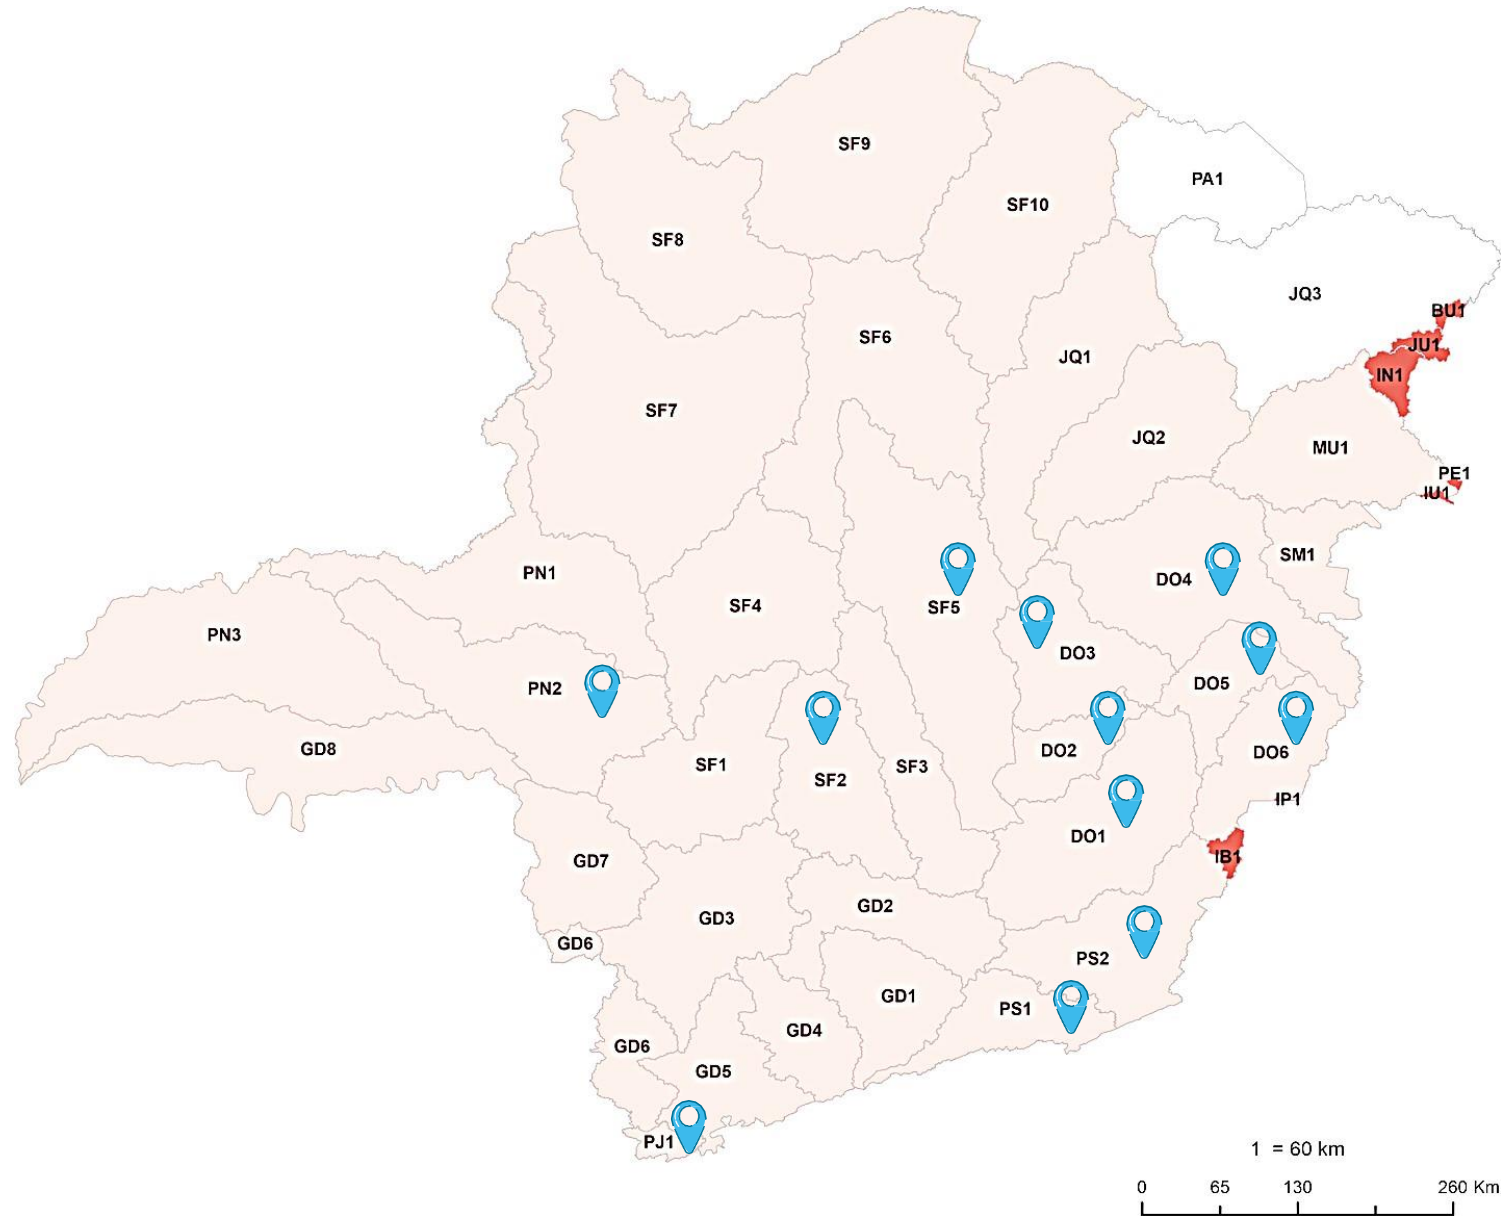 SF9
PA1
SF10
SF8
JQ3
BU1
SF6
JU1
JQ1
IN1
SF7
JQ2
MU1
PE1
IU1
SM1
PN1
DO4
SF4
SF5
PN3
DO3
DO5
PN2
GD8
DO2
DO6
SF1
SF3
SF2
IP1
DO1
IB1
GD7
GD2
GD3
GD6
PS2
GD1
PS1
GD4
GD6
GD5
PJ1
1 = 60 km
0 65 130 260 Km